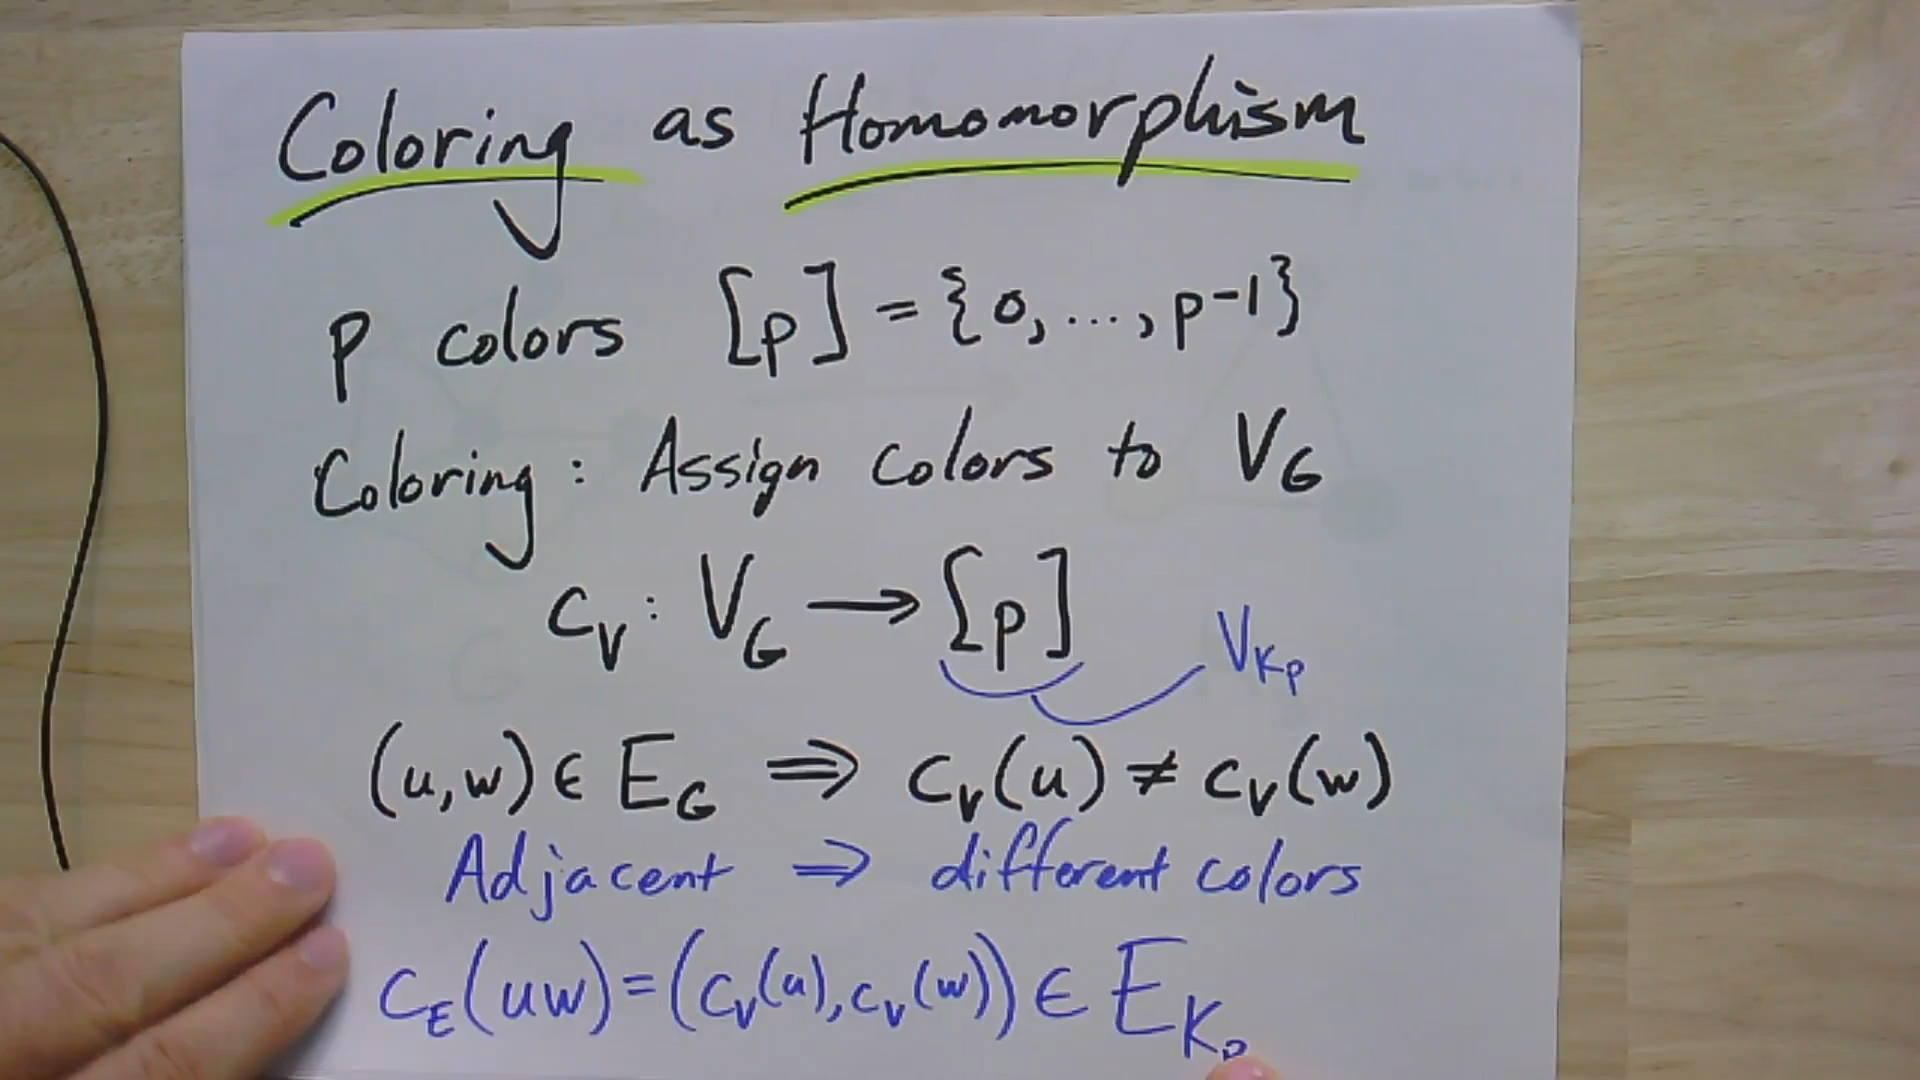 Coloring as Homomorphism
p colors [p] = {0, ..., p-1}
Coloring: Assign colors to V_G
c_V : V_G → [p]
V_{K_p}
(u,w) ∈ E_G ⇒ c_V(u) ≠ c_V(w)
Adjacent ⇒ different colors
c_E(uw) = (c_V(u), c_V(w)) ∈ E_{K_p}